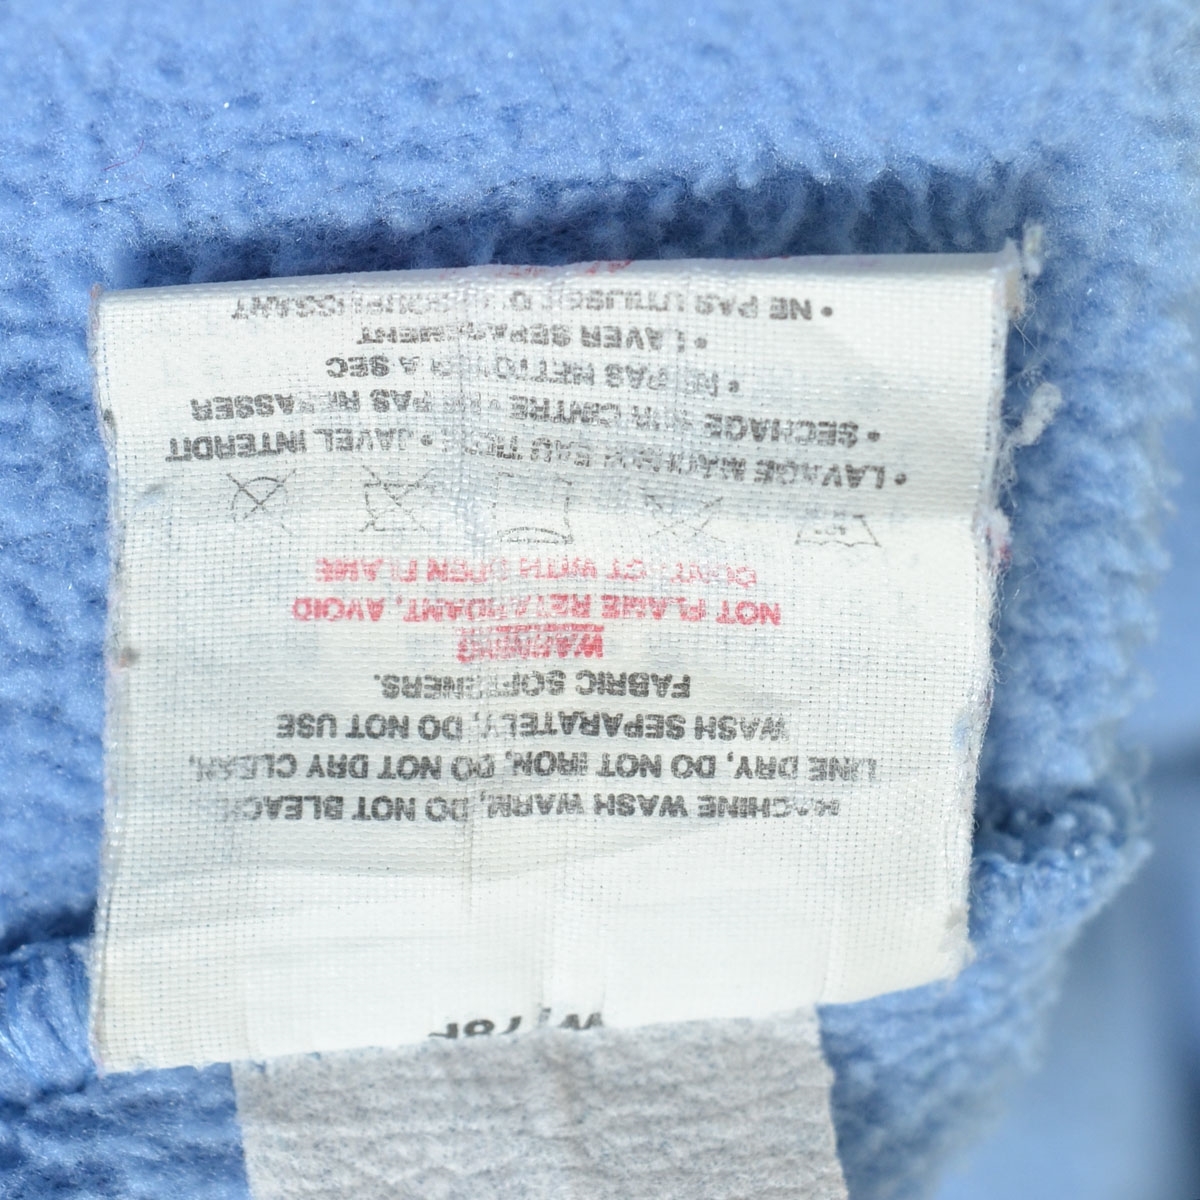 MACHINE WASH WARM, DO NOT BLEACH
LINE DRY, DO NOT IRON, DO NOT DRY CLEAN,
WASH SEPARATELY, DO NOT USE
FABRIC SOFTENERS.
WARNING
NOT FLAME RETARDANT, AVOID
CONTACT WITH OPEN FLAME
• LAVAGE MACHINE EAU TIEDE • JAVEL INTERDIT
• SECHAGE SUR CINTRE • NE PAS REPASSER
• NE PAS NETTOYER A SEC
• LAVER SEPAREMENT
• NE PAS UTILISER D'ASSOUPLISSANT